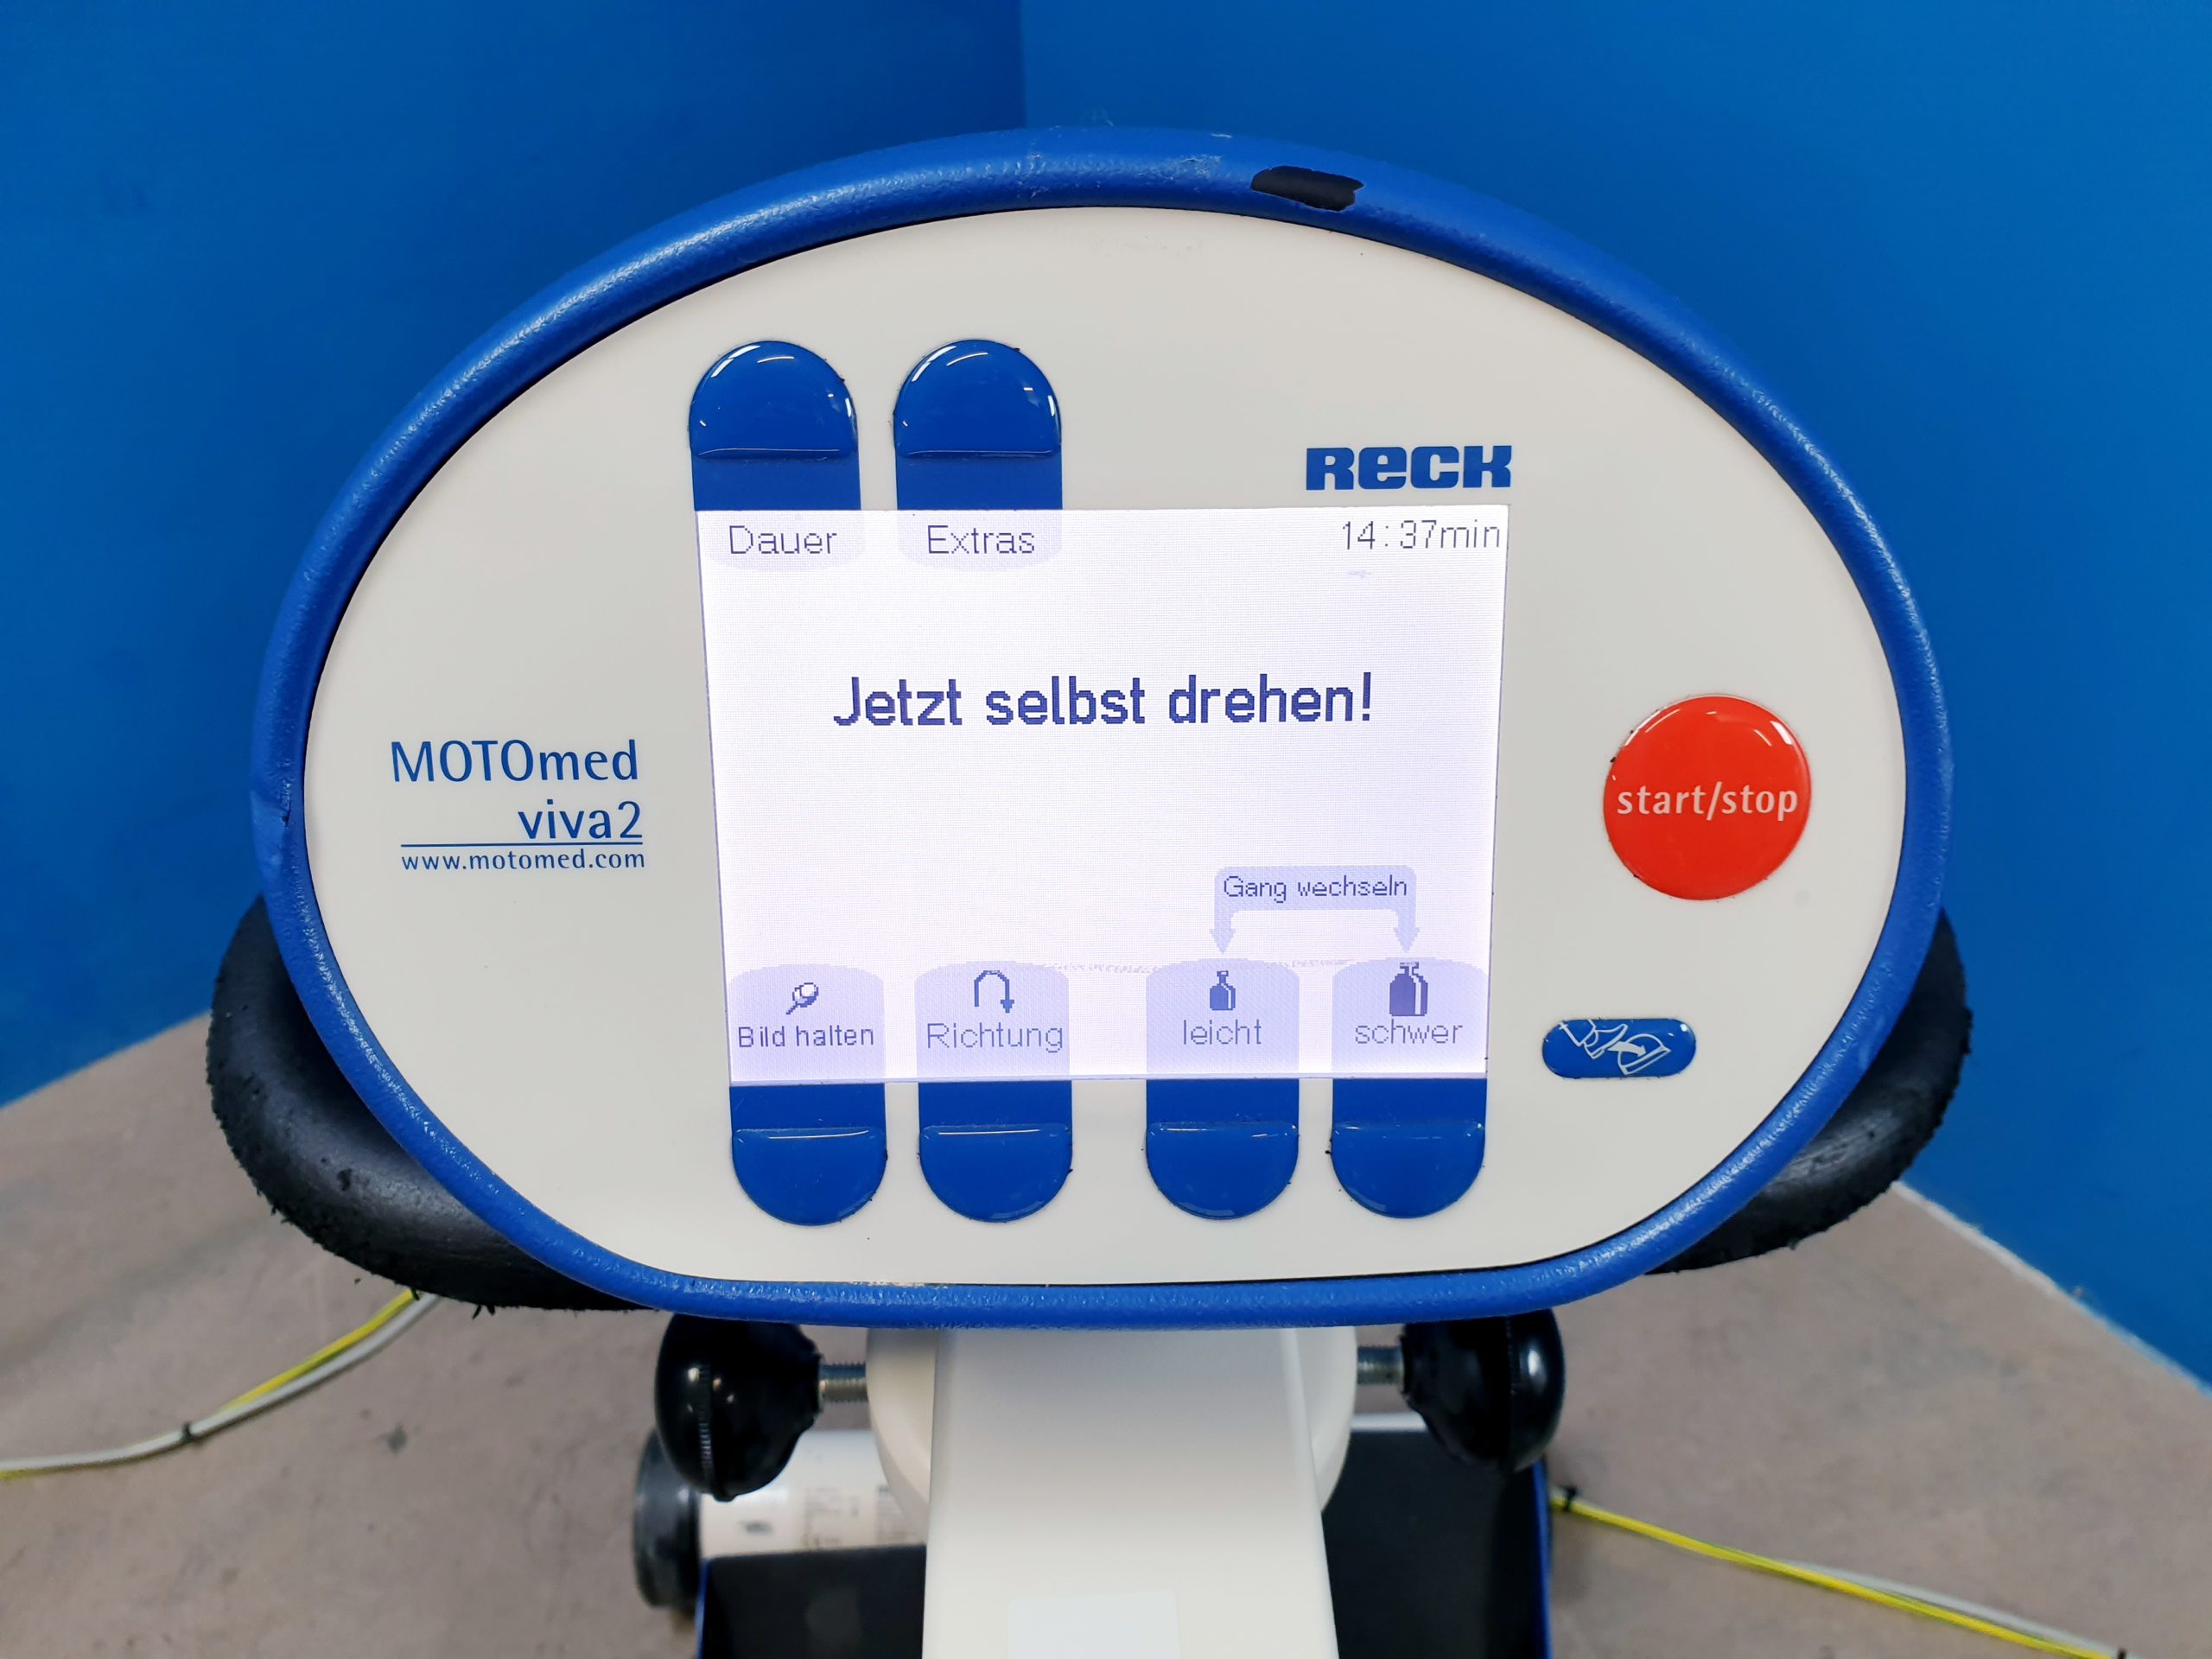 RECK
Dauer Extras 14:37min
Jetzt selbst drehen!
MOTOmed
viva2
www.motomed.com
start/stop
Gang wechseln
Bild halten Richtung leicht schwer